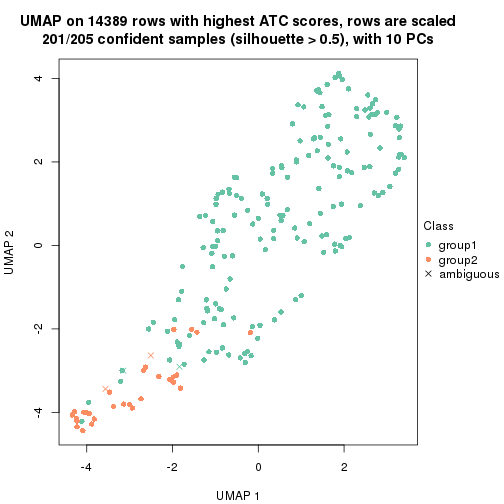 UMAP on 14389 rows with highest ATC scores, rows are scaled
201/205 confident samples (silhouette > 0.5), with 10 PCs
4
2
0
-2
-4
UMAP 2
-4
-2
0
2
UMAP 1
Class
group1
group2
ambiguous